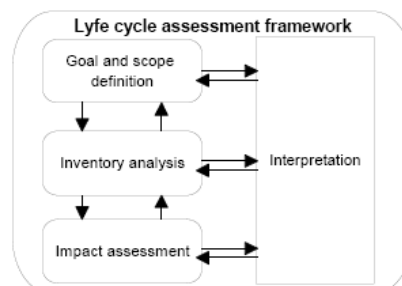 Lyfe cycle assessment framework
Goal and scope
definition
Inventory analysis
Interpretation
Impact assessment